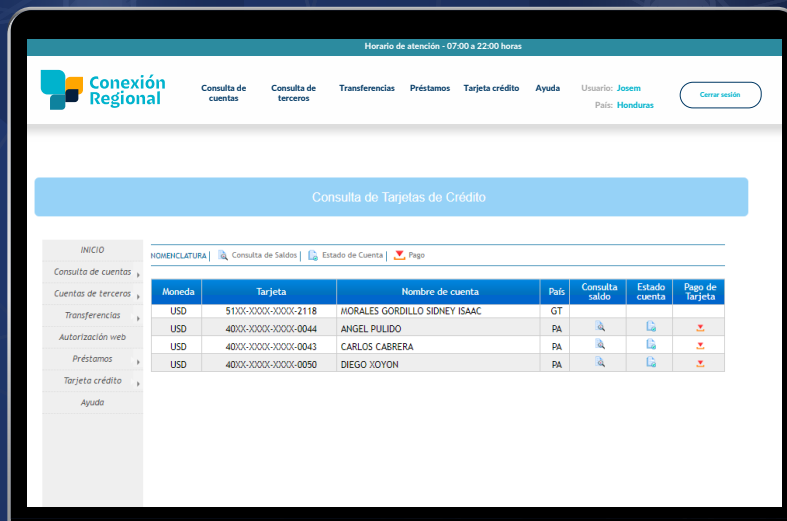 Horario de atención - 07:00 a 22:00 horas
Conexión
Regional
Consulta de cuentas
Consulta de terceros
Transferencias
Préstamos
Tarjeta crédito
Ayuda
Usuario: Josem
País: Honduras
Cerrar sesión
Consulta de Tarjetas de Crédito
INICIO
Consulta de cuentas
Cuentas de terceros
Transferencias
Autorización web
Préstamos
Tarjeta crédito
Ayuda
NOMENCLATURA | Consulta de Saldos | Estado de Cuenta | Pago
Moneda Tarjeta Nombre de cuenta País Consulta saldo Estado cuenta Pago de Tarjeta
USD 51XX-XXXX-XXXX-2118 MORALES GORDILLO SIDNEY ISAAC GT
USD 40XX-XXXX-XXXX-0044 ANGEL PULIDO PA
USD 40XX-XXXX-XXXX-0043 CARLOS CABRERA PA
USD 40XX-XXXX-XXXX-0050 DIEGO XOYON PA